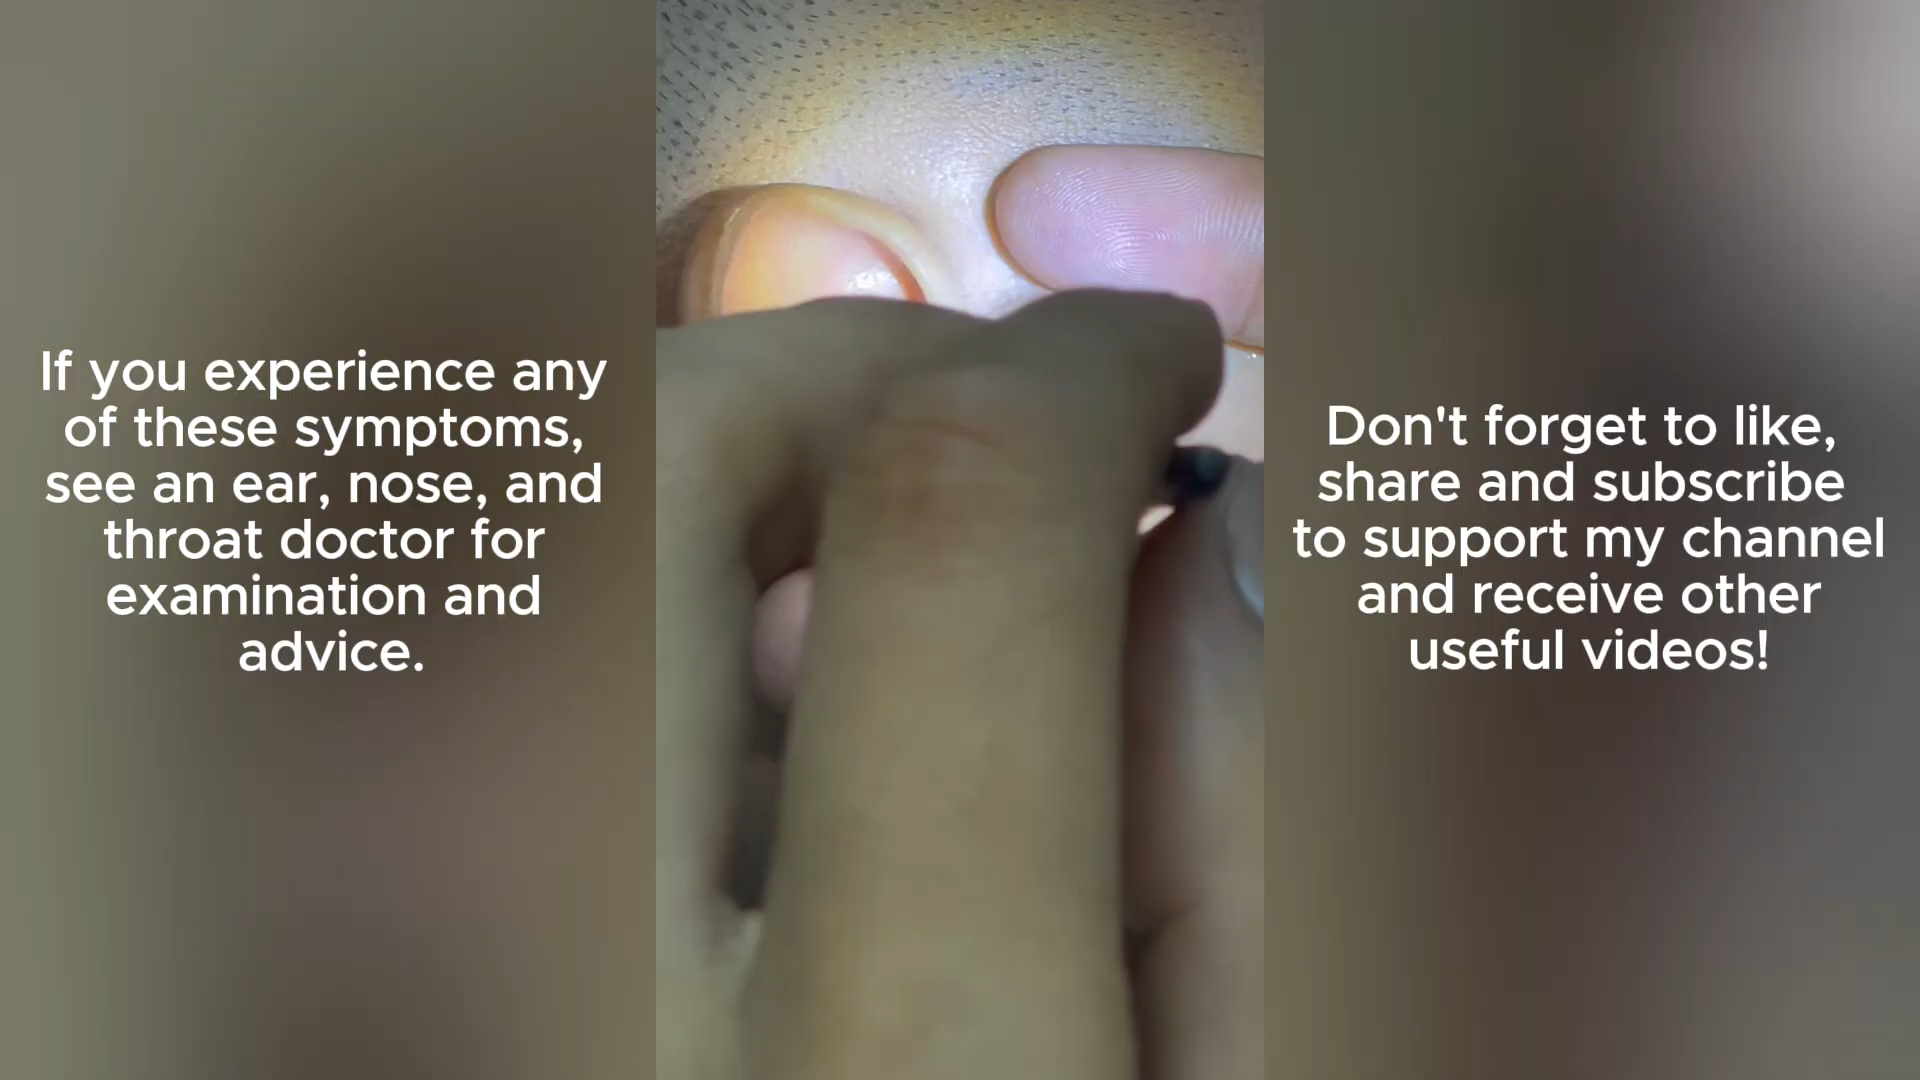 If you experience any
of these symptoms,
see an ear, nose, and
throat doctor for
examination and
advice.
Don't forget to like,
share and subscribe
to support my channel
and receive other
useful videos!